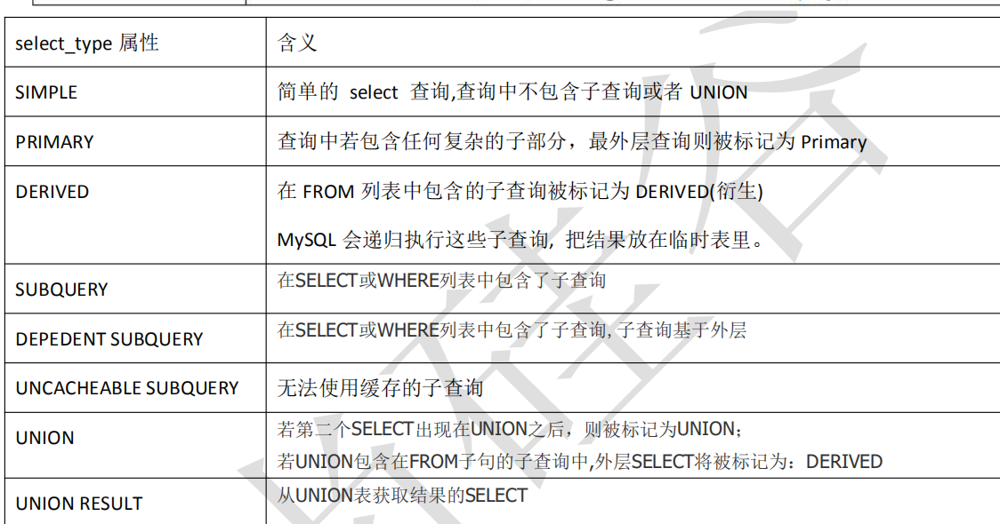 select_type 属性 含义
SIMPLE 简单的 select 查询,查询中不包含子查询或者 UNION
PRIMARY 查询中若包含任何复杂的子部分，最外层查询则被标记为 Primary
DERIVED 在 FROM 列表中包含的子查询被标记为 DERIVED(衍生)
MySQL 会递归执行这些子查询, 把结果放在临时表里。
SUBQUERY 在SELECT或WHERE列表中包含了子查询
DEPEDENT SUBQUERY 在SELECT或WHERE列表中包含了子查询,子查询基于外层
UNCACHEABLE SUBQUERY 无法使用缓存的子查询
UNION 若第二个SELECT出现在UNION之后，则被标记为UNION；
若UNION包含在FROM子句的子查询中,外层SELECT将被标记为：DERIVED
UNION RESULT 从UNION表获取结果的SELECT